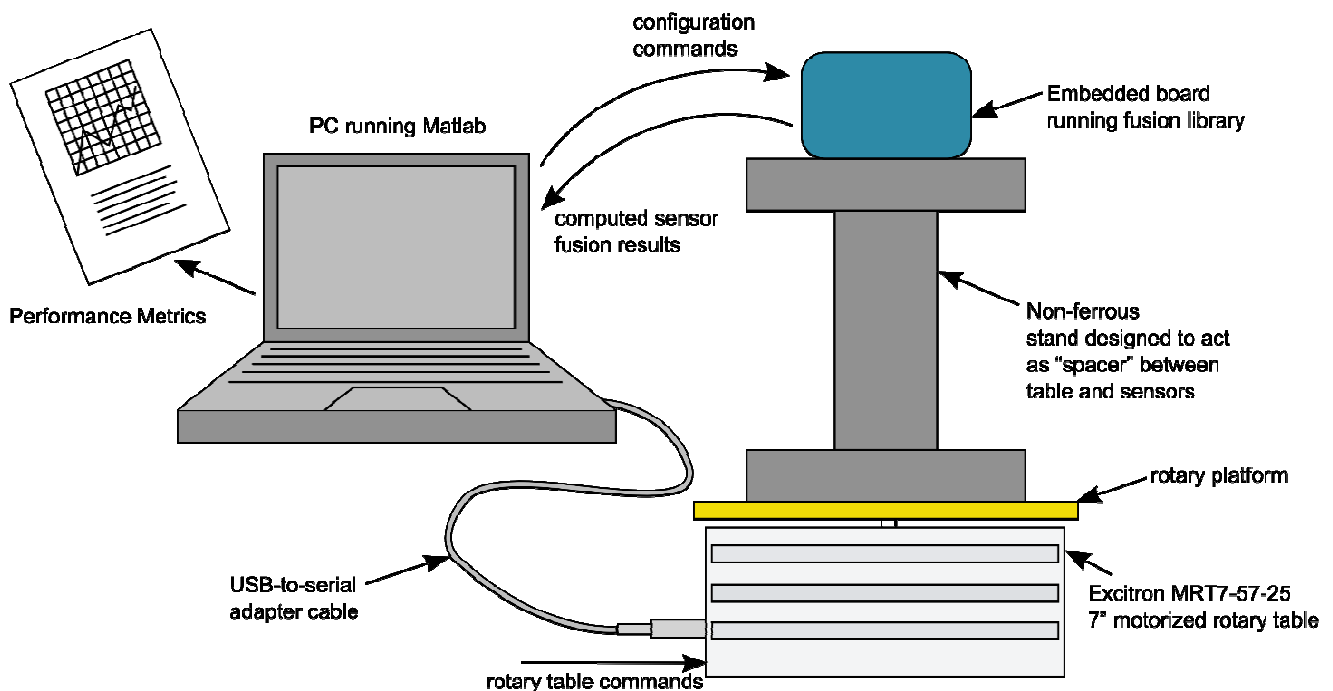 configuration
commands
PC running Matlab
Embedded board
running fusion library
computed sensor
fusion results
Performance Metrics
Non-ferrous
stand designed to act
as “spacer” between
table and sensors
rotary platform
USB-to-serial
adapter cable
Excitron MRT7-57-25
7” motorized rotary table
rotary table commands